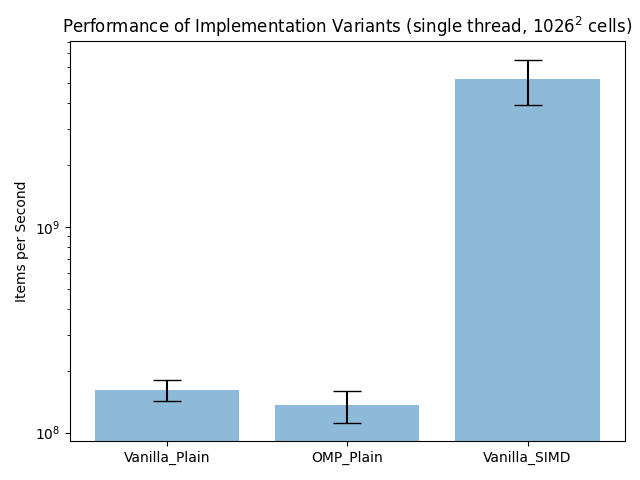 Performance of Implementation Variants (single thread, 1026² cells)
Items per Second
10⁹
10⁸
Vanilla_Plain
OMP_Plain
Vanilla_SIMD